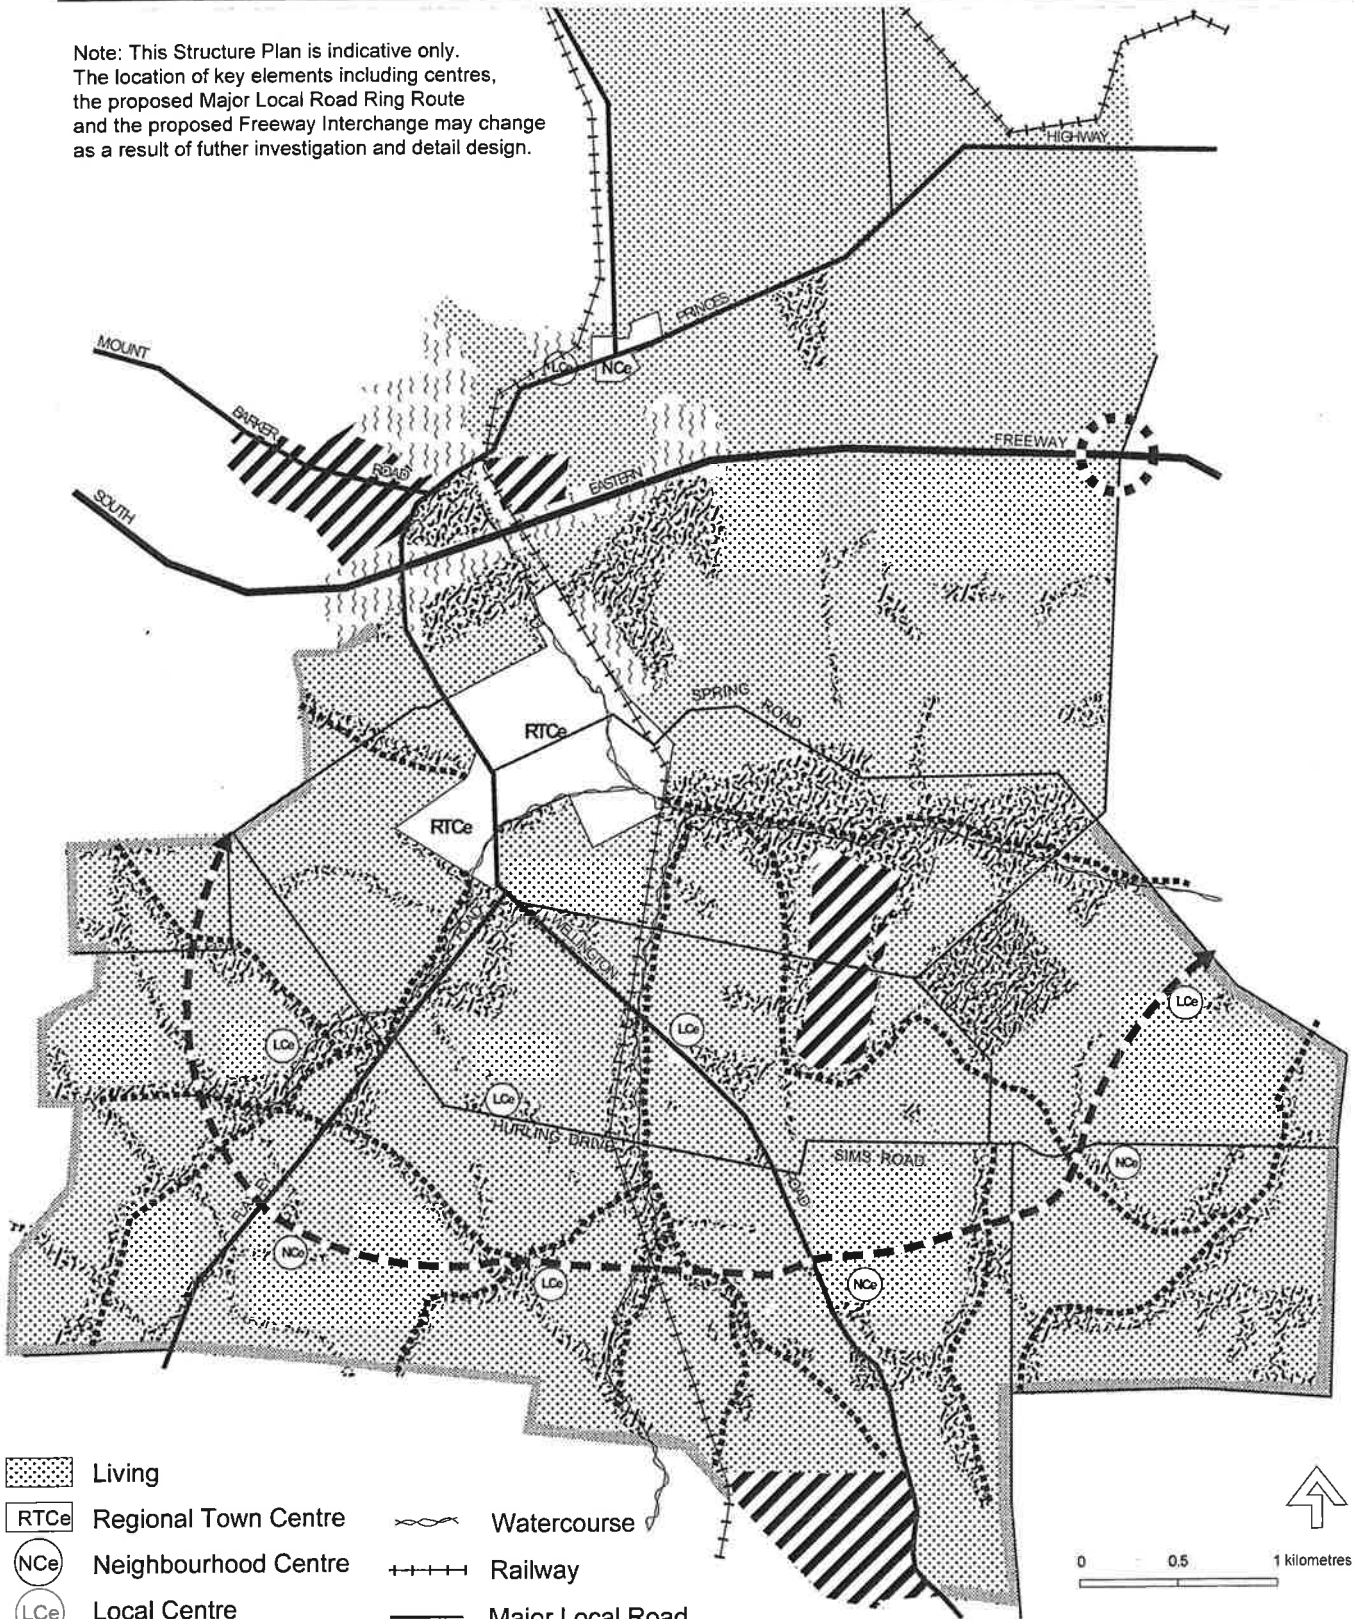 Note: This Structure Plan is indicative only.
The location of key elements including centres,
the proposed Major Local Road Ring Route
and the proposed Freeway Interchange may change
as a result of futher investigation and detail design.
HIGHWAY
PRINCES
MOUNT
LCe
NCe
BARKER
FREEWAY
ROAD
EASTERN
SOUTH
SPRING
ROAD
RTCe
RTCe
ROAD
WELLINGTON
LCe
LCe
LCe
LCe
HURLING DRIVE
SIMS ROAD
NCe
ROAD
NCe
LCe
NCe
Living
RTCe Regional Town Centre
NCe Neighbourhood Centre
LCe Local Centre
Watercourse
Railway
Major Local Road
0 0.5 1 kilometres